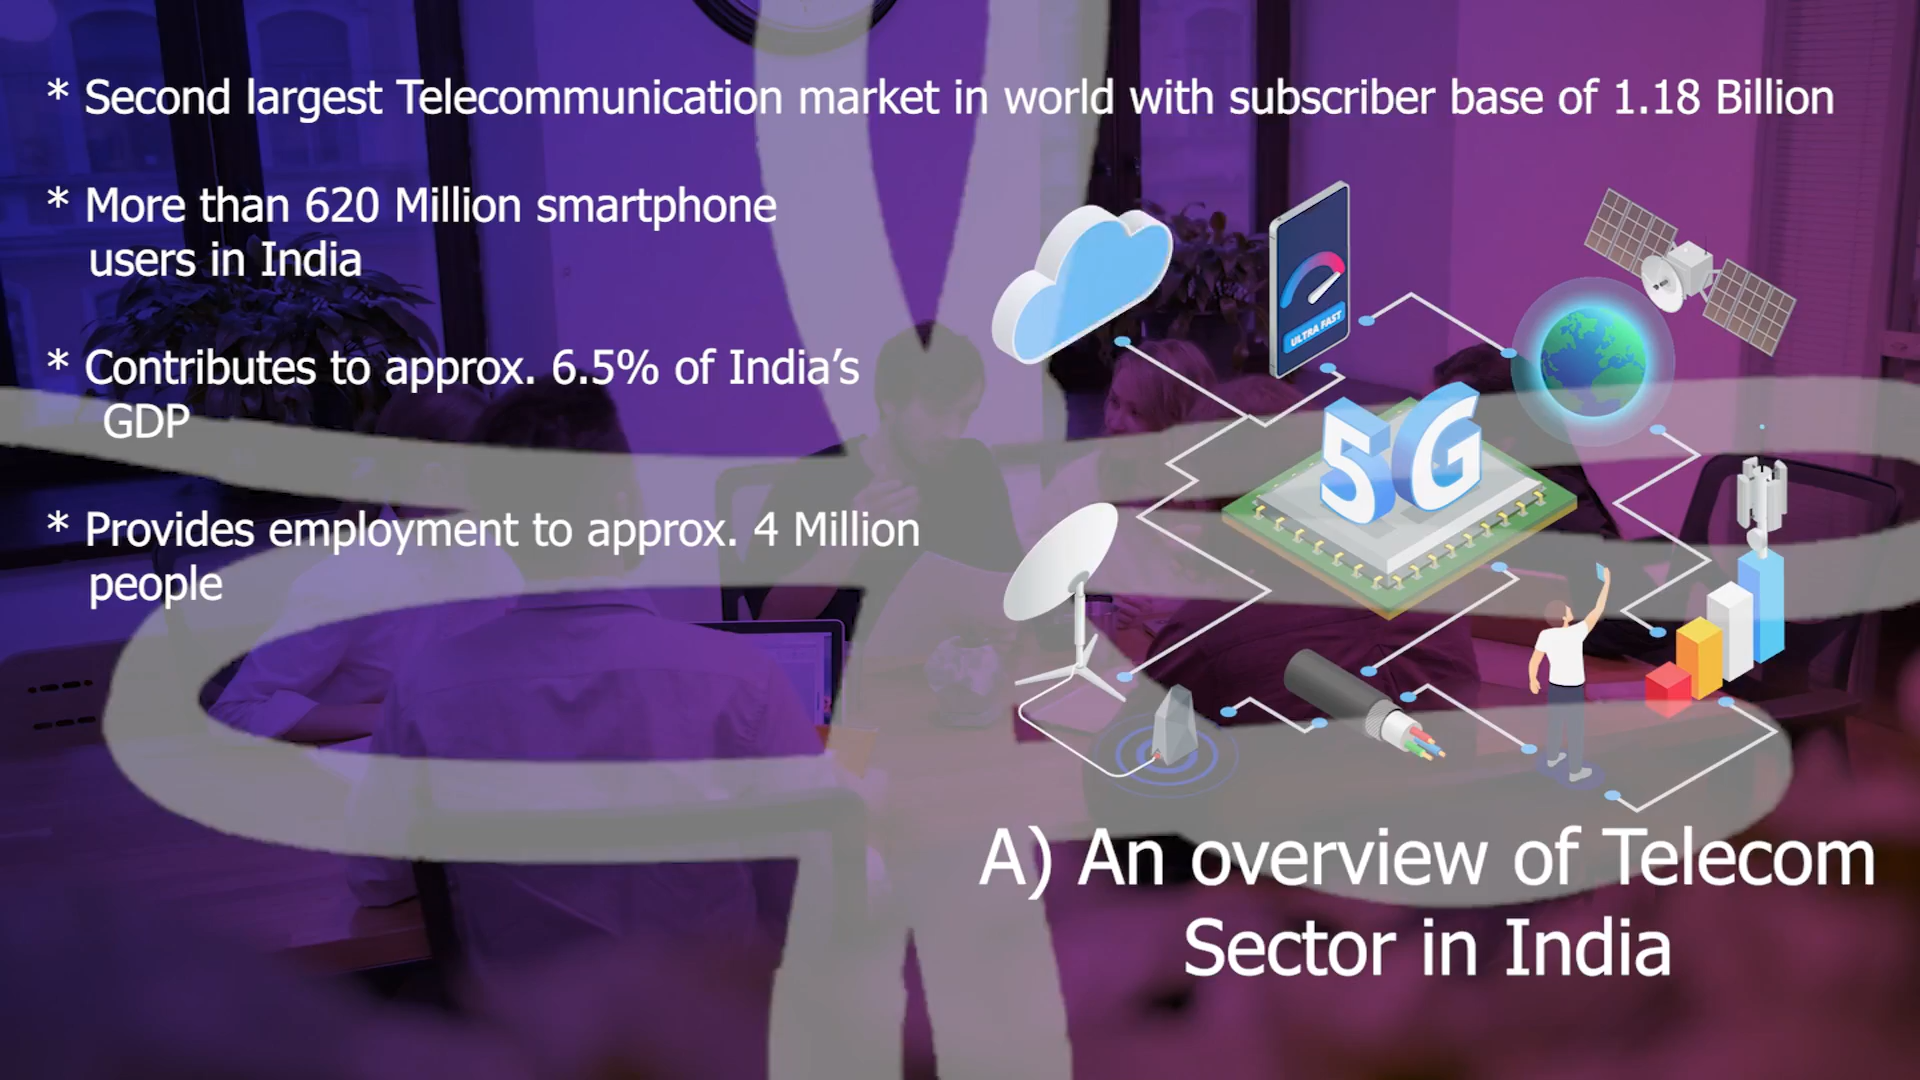 * Second largest Telecommunication market in world with subscriber base of 1.18 Billion
* More than 620 Million smartphone
users in India
* Contributes to approx. 6.5% of India’s
GDP
* Provides employment to approx. 4 Million
people
ULTRA FAST
5G
A) An overview of Telecom
Sector in India